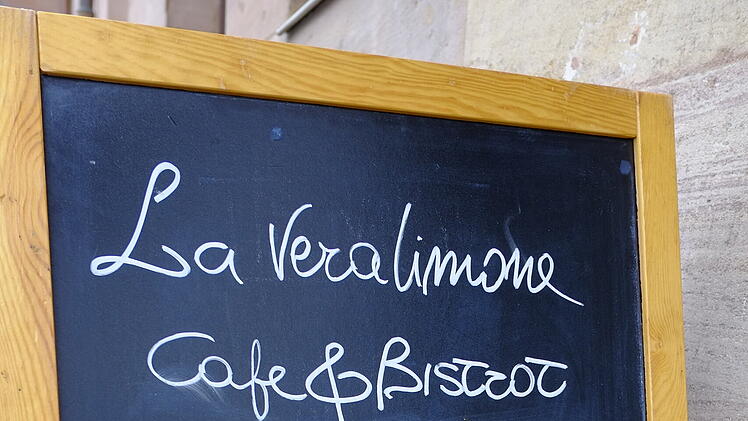 La Veralimone
Cafe & Bistrot